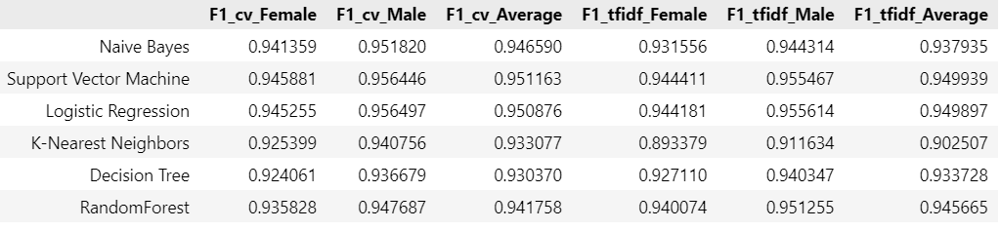 F1_cv_Female F1_cv_Male F1_cv_Average F1_tfidf_Female F1_tfidf_Male F1_tfidf_Average
Naive Bayes 0.941359 0.951820 0.946590 0.931556 0.944314 0.937935
Support Vector Machine 0.945881 0.956446 0.951163 0.944411 0.955467 0.949939
Logistic Regression 0.945255 0.956497 0.950876 0.944181 0.955614 0.949897
K-Nearest Neighbors 0.925399 0.940756 0.933077 0.893379 0.911634 0.902507
Decision Tree 0.924061 0.936679 0.930370 0.927110 0.940347 0.933728
RandomForest 0.935828 0.947687 0.941758 0.940074 0.951255 0.945665